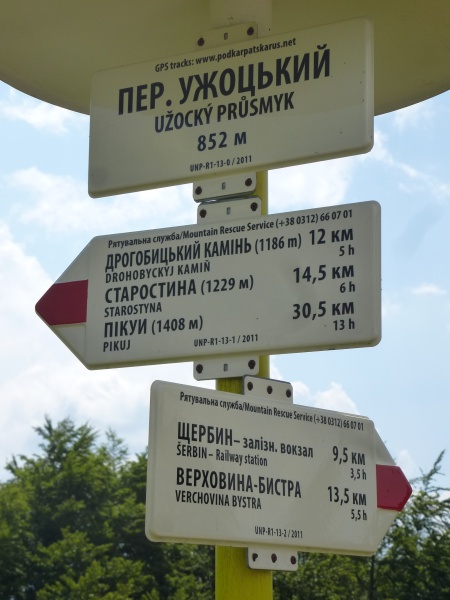 GPS tracks: www.podkarpatskarus.net
ПЕР. УЖОЦЬКИЙ
UŽOCKÝ PRŮSMYK
852 м
UNP-R1-13-0 / 2011
Рятувальна служба/Mountain Rescue Service (+38 0312) 66 07 01
ДРОГОБИЦЬКИЙ КАМІНЬ (1186 m) 12 км
DROHOBYCKÝJ KAMIŇ 5 h
СТАРОСТИНА (1229 м) 14,5 км
STAROSTYNA 6 h
ПІКУИ (1408 м) 30,5 км
PIKUJ 13 h
UNP-R1-13-1 / 2011
Рятувальна служба/Mountain Rescue Service (+38 0312) 66 07 01
ЩЕРБИН– залізн. вокзал 9,5 км
ŠERBIN– Railway station 3,5 h
ВЕРХОВИНА-БИСТРА 13,5 км
VERCHOVINA BYSTRA 5,5 h
UNP-R1-13-2 / 2011